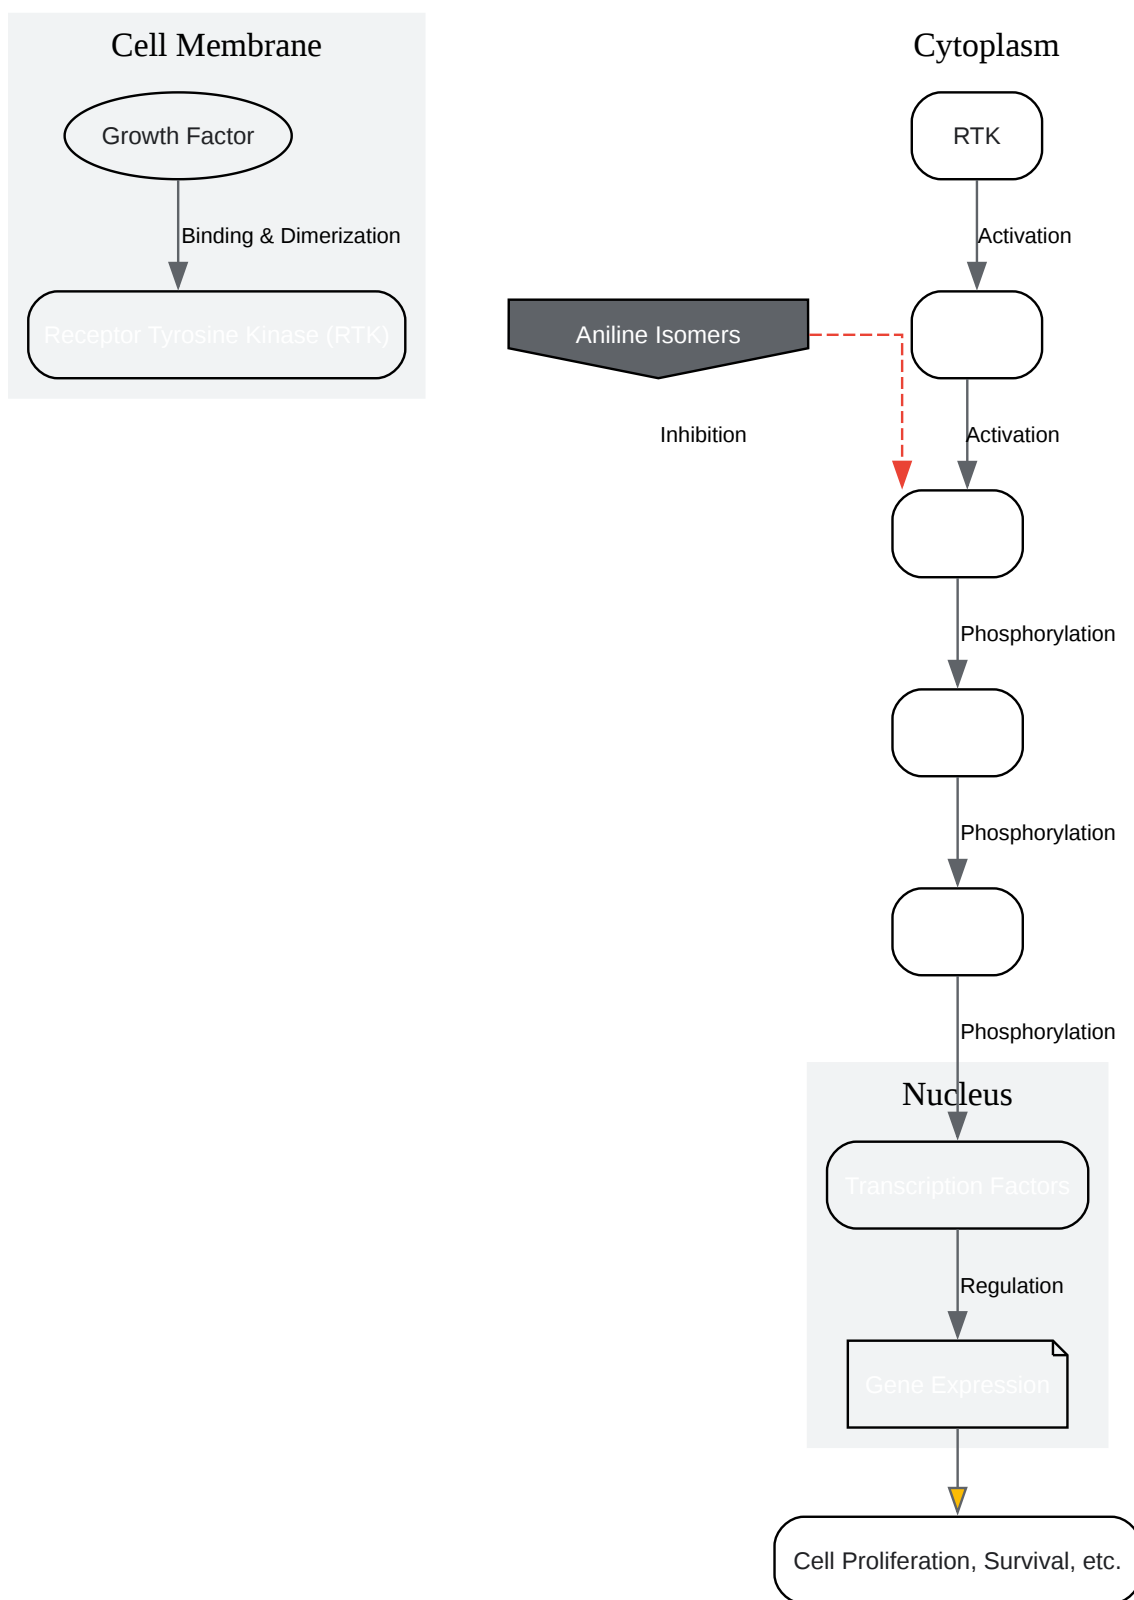 Cell Membrane
Growth Factor
Binding & Dimerization
Receptor Tyrosine Kinase (RTK)
Cytoplasm
RTK
Activation
Aniline Isomers
Inhibition
Activation
Phosphorylation
Phosphorylation
Phosphorylation
Nucleus
Transcription Factors
Regulation
Gene Expression
Cell Proliferation, Survival, etc.